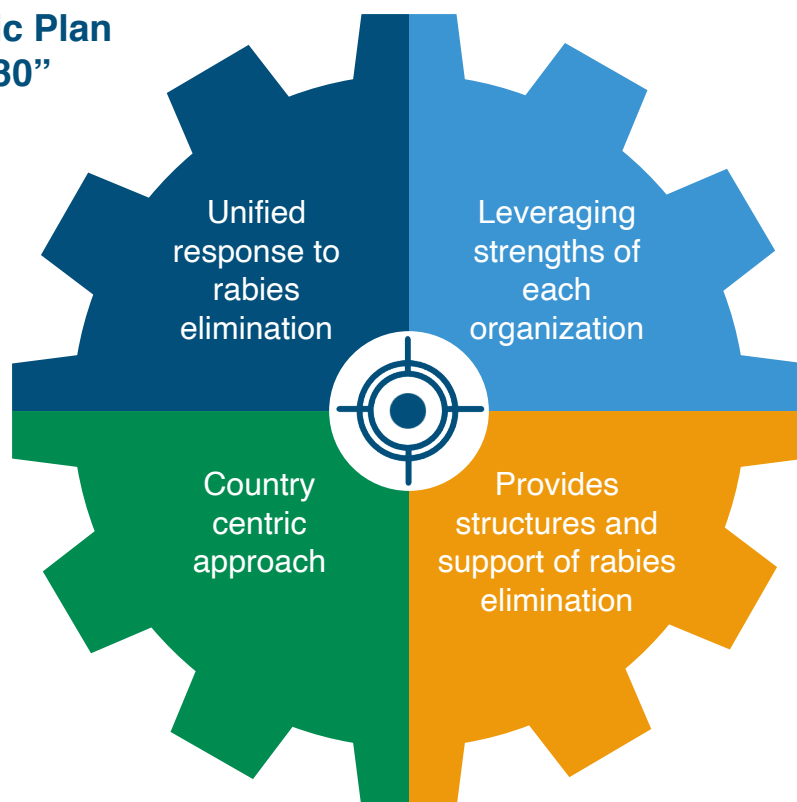 ic Plan
30”
Unified
response to
rabies
elimination
Leveraging
strengths of
each
organization
Country
centric
approach
Provides
structures and
support of rabies
elimination